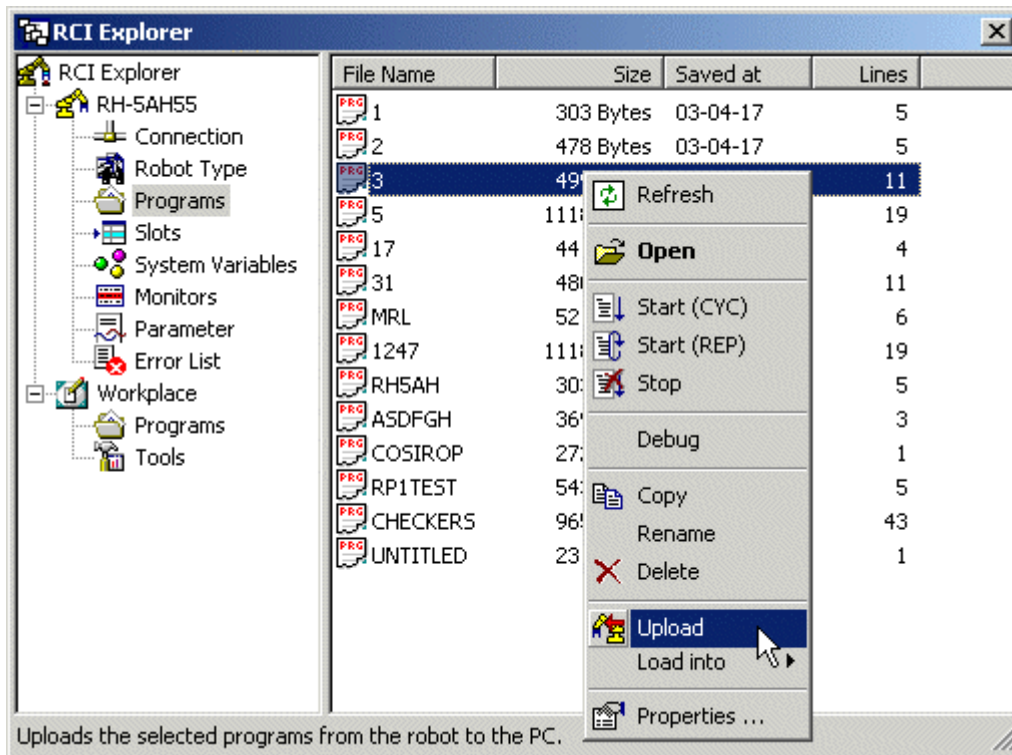 RCI Explorer
RCI Explorer
RH-5AH55
Connection
Robot Type
Programs
Slots
System Variables
Monitors
Parameter
Error List
Workplace
Programs
Tools
File Name Size Saved at Lines
PRG 1 303 Bytes 03-04-17 5
PRG 2 478 Bytes 03-04-17 5
PRG 3 11
PRG 5 19
PRG 17 44 4
PRG 31 11
PRG MRL 52 6
PRG 1247 19
PRG RH5AH 5
PRG ASDFGH 3
PRG COSIROP 1
PRG RP1TEST 5
PRG CHECKERS 43
PRG UNTITLED 23 1
Refresh
Open
Start (CYC)
Start (REP)
Stop
Debug
Copy
Rename
Delete
Upload
Load into
Properties ...
Uploads the selected programs from the robot to the PC.